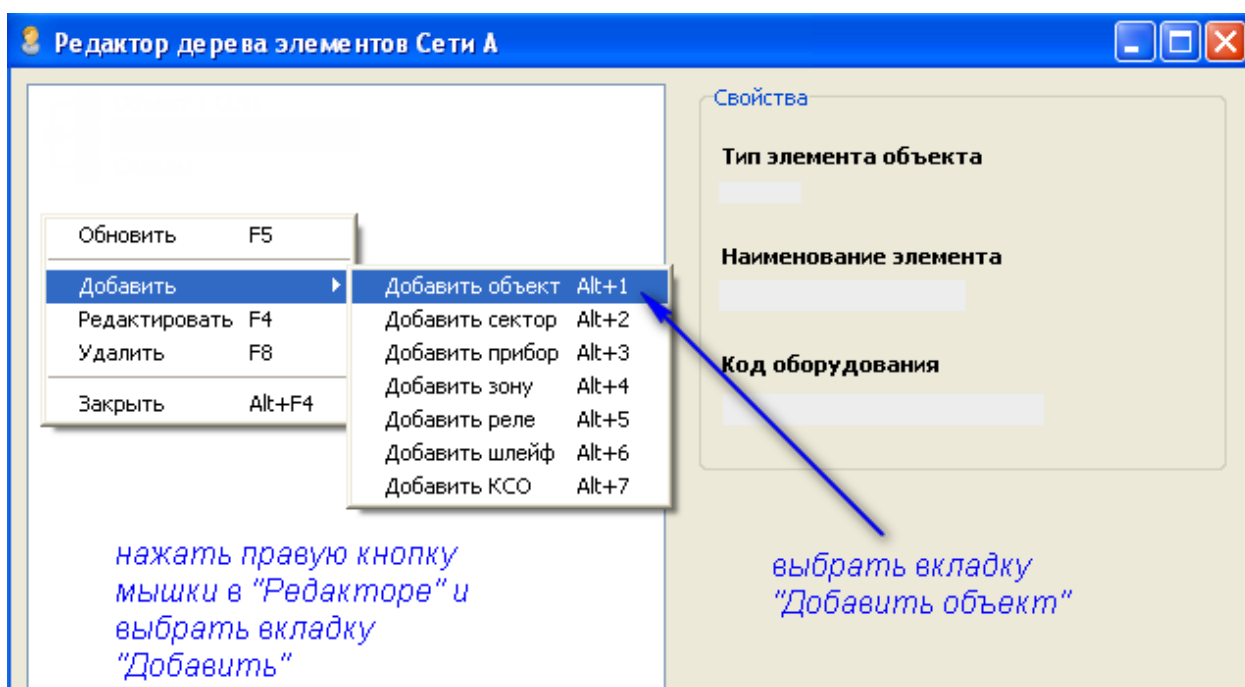 Редактор дерева элементов Сети А
Свойства
Тип элемента объекта
Наименование элемента
Код оборудования
Обновить F5
Добавить
Редактировать F4
Удалить F8
Закрыть Alt+F4
Добавить объект Alt+1
Добавить сектор Alt+2
Добавить прибор Alt+3
Добавить зону Alt+4
Добавить реле Alt+5
Добавить шлейф Alt+6
Добавить КСО Alt+7
нажать правую кнопку
мышки в "Редакторе" и
выбрать вкладку
"Добавить"
выбрать вкладку
"Добавить объект"